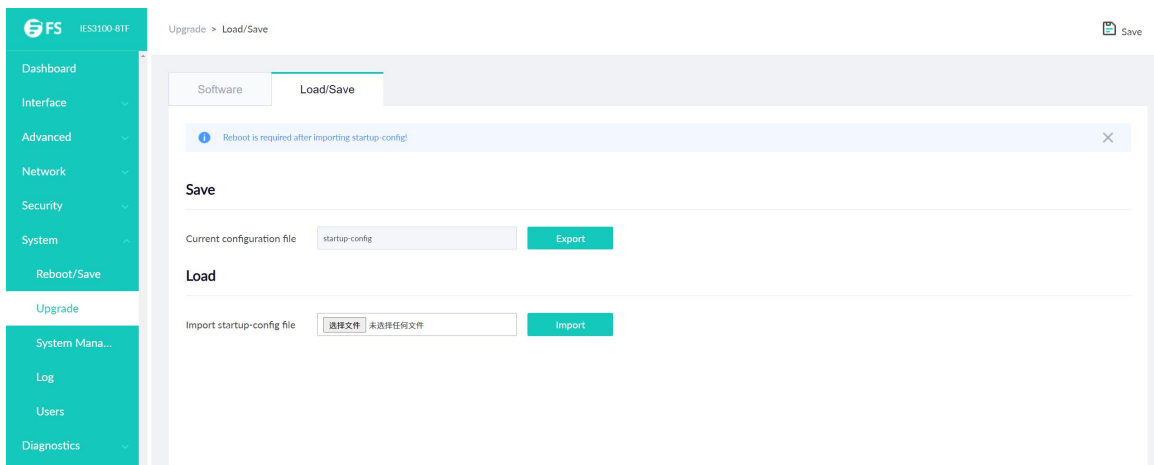 FS IES3100-8TF
Upgrade > Load/Save
Save
Dashboard
Interface
Advanced
Network
Security
System
Reboot/Save
Upgrade
System Mana...
Log
Users
Diagnostics
Software Load/Save
Reboot is required after importing startup-config!
Save
Current configuration file startup-config Export
Load
Import startup-config file 选择文件 未选择任何文件 Import